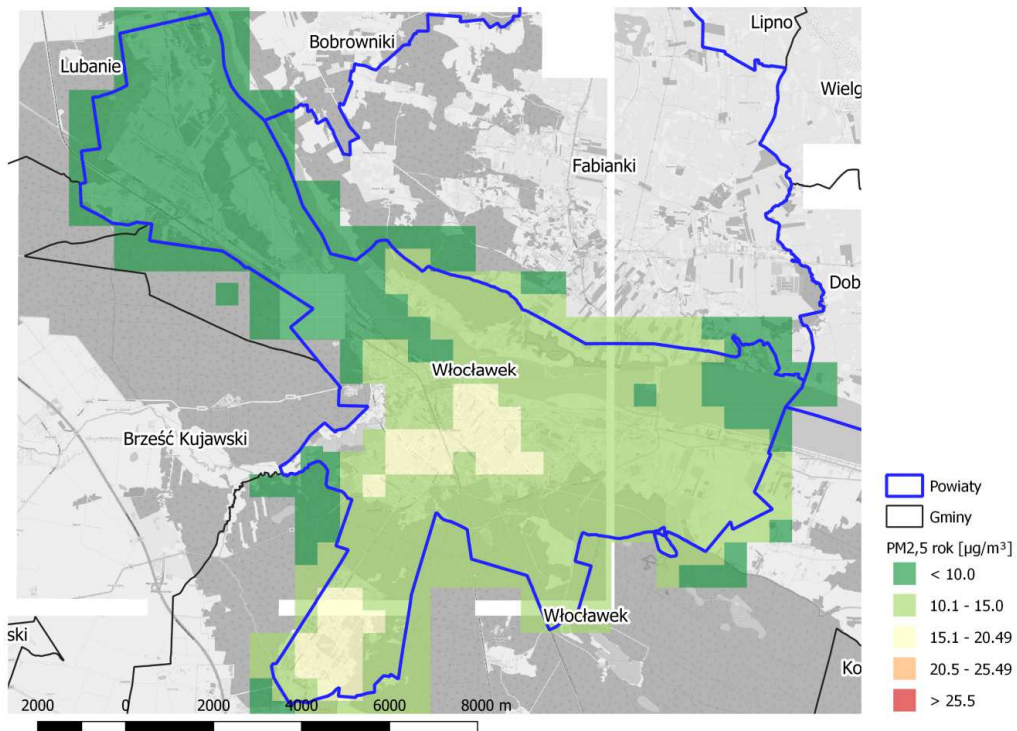 Lipno
Bobrowniki
Lubanie
Wielg
Fabianki
Dob
Włocławek
Brześć Kujawski
Powiaty
Gminy
PM2,5 rok [µg/m³]
< 10.0
10.1 - 15.0
15.1 - 20.49
20.5 - 25.49
> 25.5
Włocławek
ski
Ko
2000 0 2000 4000 6000 8000 m